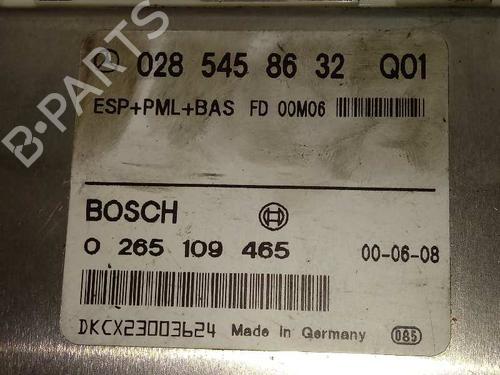 028 545 86 32 Q01
ESP+PML+BAS FD 00M06
BOSCH
0 265 109 465 00-06-08
DKCX23003624 Made in Germany 085